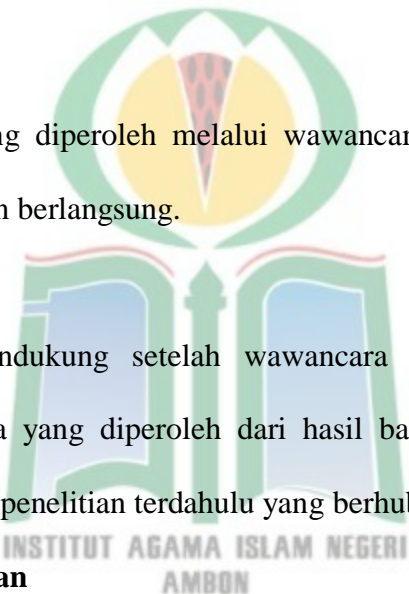 ng diperoleh melalui wawancar
n berlangsung.
ndukung setelah wawancara
a yang diperoleh dari hasil ba
penelitian terdahulu yang berhub
INSTITUT AGAMA ISLAM NEGERI
an
AMBON